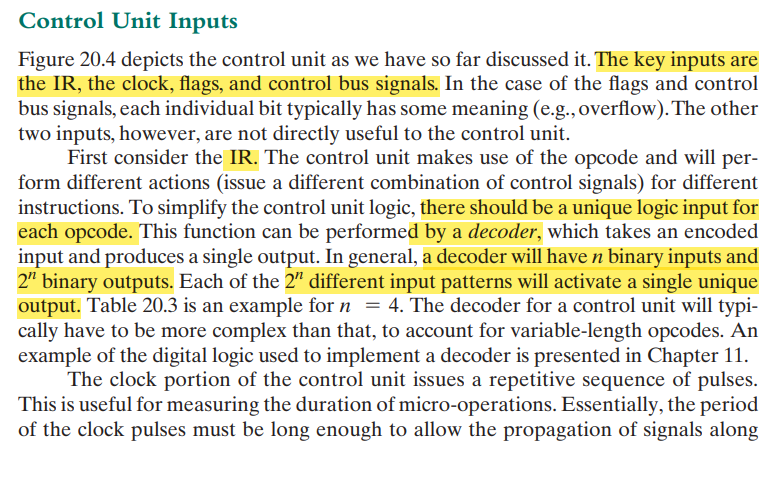 Control Unit Inputs
Figure 20.4 depicts the control unit as we have so far discussed it. The key inputs are
the IR, the clock, flags, and control bus signals. In the case of the flags and control
bus signals, each individual bit typically has some meaning (e.g., overflow). The other
two inputs, however, are not directly useful to the control unit.
First consider the IR. The control unit makes use of the opcode and will per-
form different actions (issue a different combination of control signals) for different
instructions. To simplify the control unit logic, there should be a unique logic input for
each opcode. This function can be performed by a decoder, which takes an encoded
input and produces a single output. In general, a decoder will have n binary inputs and
2ⁿ binary outputs. Each of the 2ⁿ different input patterns will activate a single unique
output. Table 20.3 is an example for n = 4. The decoder for a control unit will typi-
cally have to be more complex than that, to account for variable-length opcodes. An
example of the digital logic used to implement a decoder is presented in Chapter 11.
The clock portion of the control unit issues a repetitive sequence of pulses.
This is useful for measuring the duration of micro-operations. Essentially, the period
of the clock pulses must be long enough to allow the propagation of signals along